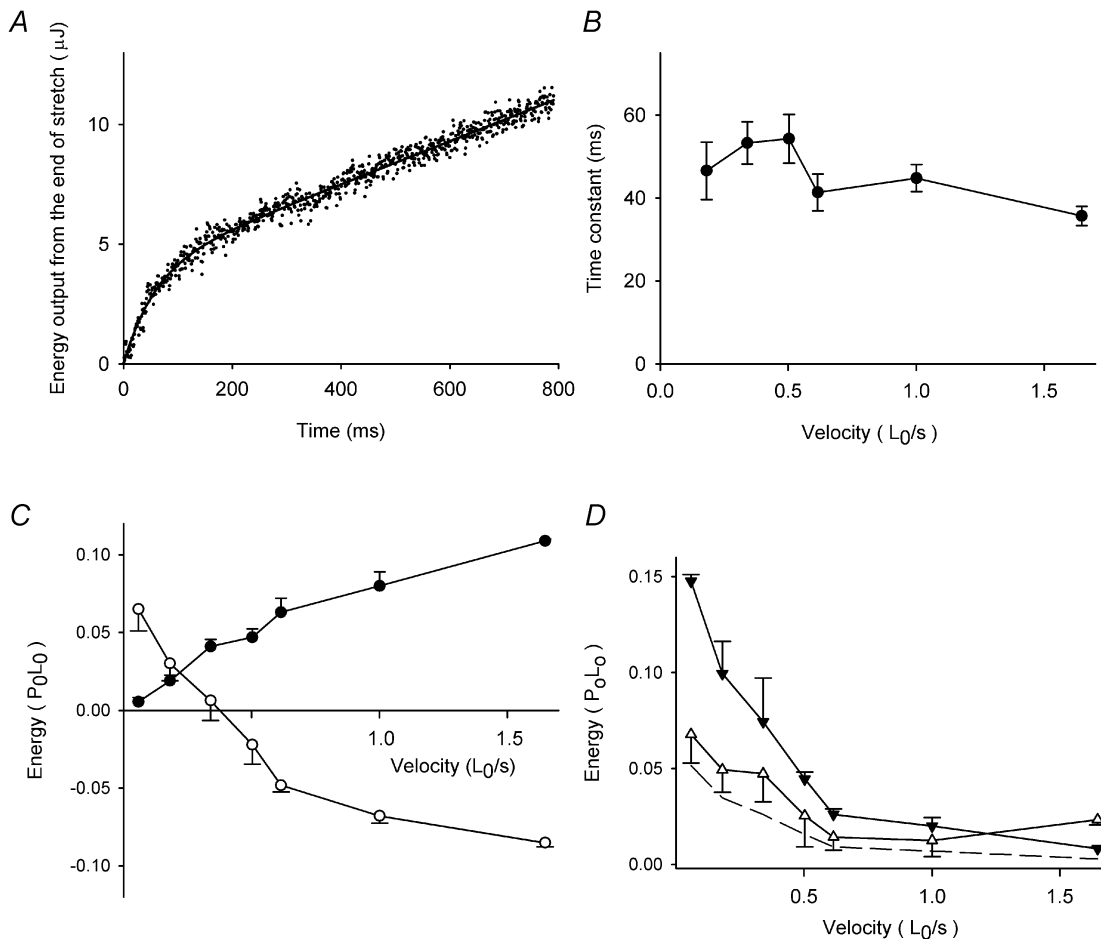 A
Energy output from the end of stretch ( μJ)
10
5
0
0 200 400 600 800
Time (ms)
B
Time constant (ms)
60
40
20
0
0.0 0.5 1.0 1.5
Velocity ( L0/s )
C
Energy ( P0L0)
0.10
0.05
0.00
-0.05
-0.10
1.0 1.5
Velocity (L0/s)
D
Energy ( P0L0)
0.15
0.10
0.05
0.00
0.5 1.0 1.5
Velocity ( L0/s )